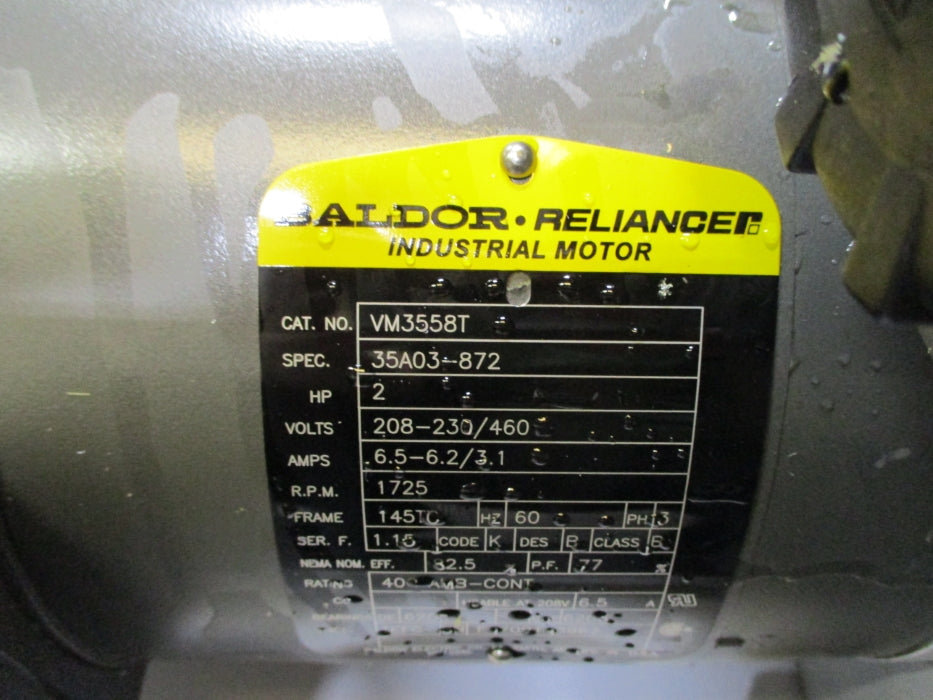 BALDOR • RELIANCE
INDUSTRIAL MOTOR
CAT. NO. VM3558T
SPEC. 35A03-872
HP 2
VOLTS 208-230/460
AMPS 6.5-6.2/3.1
R.P.M. 1725
FRAME 145TC HZ 60 PH 3
SER. F. 1.15 CODE K DES B CLASS
NEMA NOM. EFF. 82.5 % P.F. 77 %
RATING 40C AMB-CONT
USABLE AT 208V 6.5 A